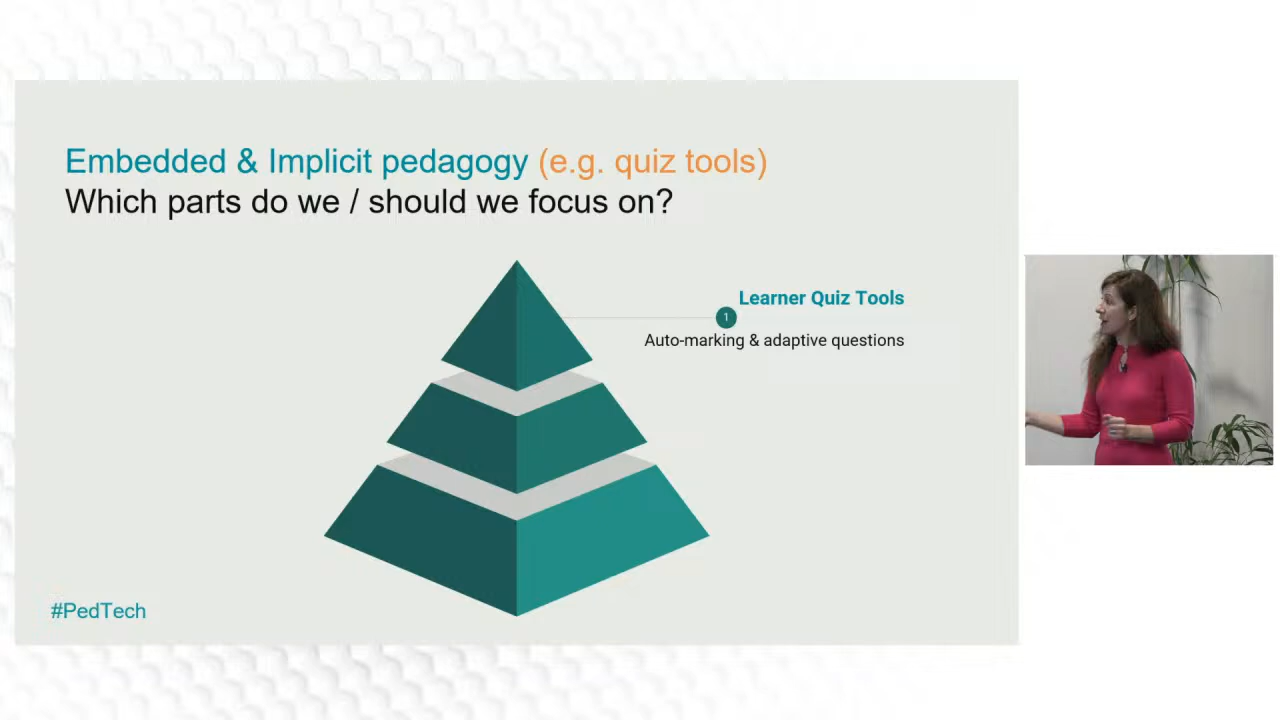 Embedded & Implicit pedagogy (e.g. quiz tools)
Which parts do we / should we focus on?
Learner Quiz Tools
1
Auto-marking & adaptive questions
#PedTech